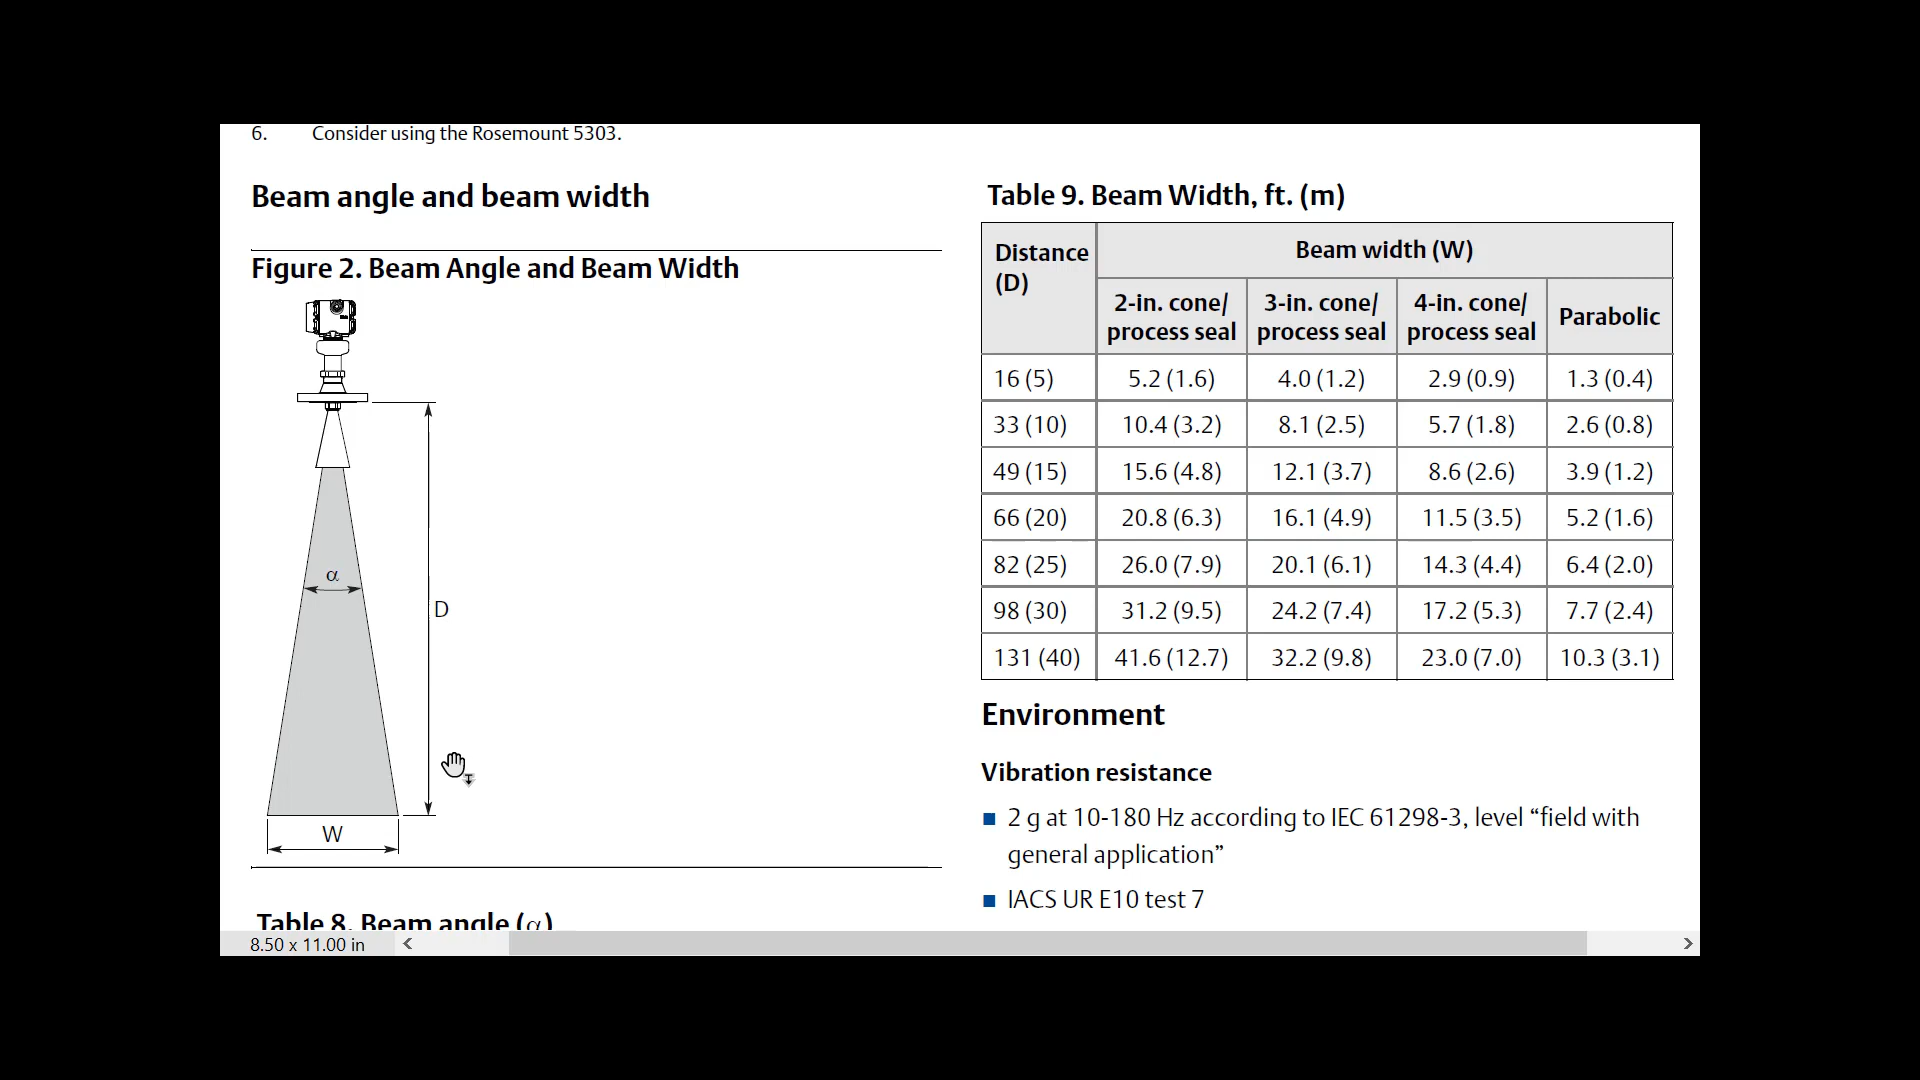 6. Consider using the Rosemount 5303.
Beam angle and beam width
Figure 2. Beam Angle and Beam Width
α
D
W
Table 8. Beam angle (α)
Table 9. Beam Width, ft. (m)
Distance (D) Beam width (W)
2-in. cone/ process seal 3-in. cone/ process seal 4-in. cone/ process seal Parabolic
16 (5) 5.2 (1.6) 4.0 (1.2) 2.9 (0.9) 1.3 (0.4)
33 (10) 10.4 (3.2) 8.1 (2.5) 5.7 (1.8) 2.6 (0.8)
49 (15) 15.6 (4.8) 12.1 (3.7) 8.6 (2.6) 3.9 (1.2)
66 (20) 20.8 (6.3) 16.1 (4.9) 11.5 (3.5) 5.2 (1.6)
82 (25) 26.0 (7.9) 20.1 (6.1) 14.3 (4.4) 6.4 (2.0)
98 (30) 31.2 (9.5) 24.2 (7.4) 17.2 (5.3) 7.7 (2.4)
131 (40) 41.6 (12.7) 32.2 (9.8) 23.0 (7.0) 10.3 (3.1)
Environment
Vibration resistance
2 g at 10-180 Hz according to IEC 61298-3, level “field with
general application”
IACS UR E10 test 7
8.50 x 11.00 in